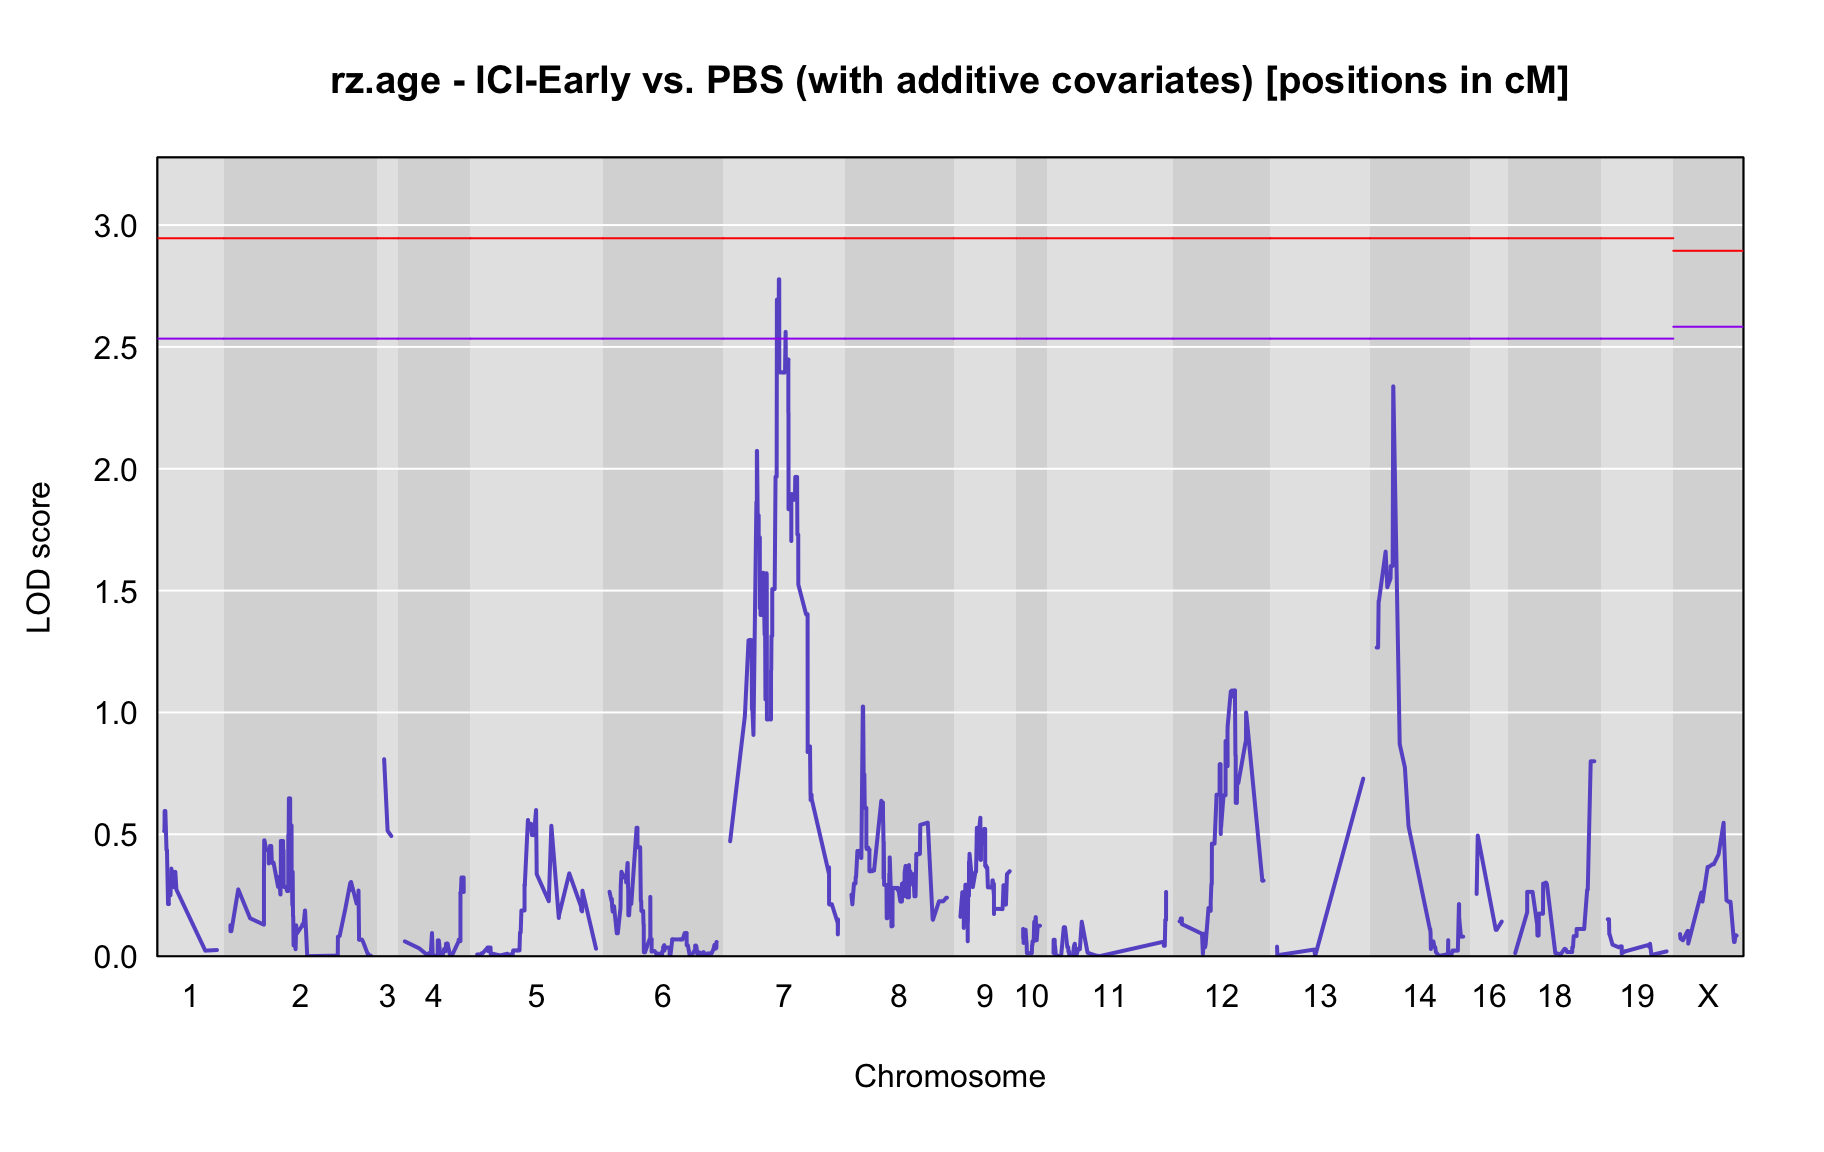 rz.age - ICI-Early vs. PBS (with additive covariates) [positions in cM]
3.0
2.5
2.0
1.5
1.0
0.5
0.0
LOD score
1 2 3 4 5 6 7 8 9 10 11 12 13 14 16 18 19 X
Chromosome